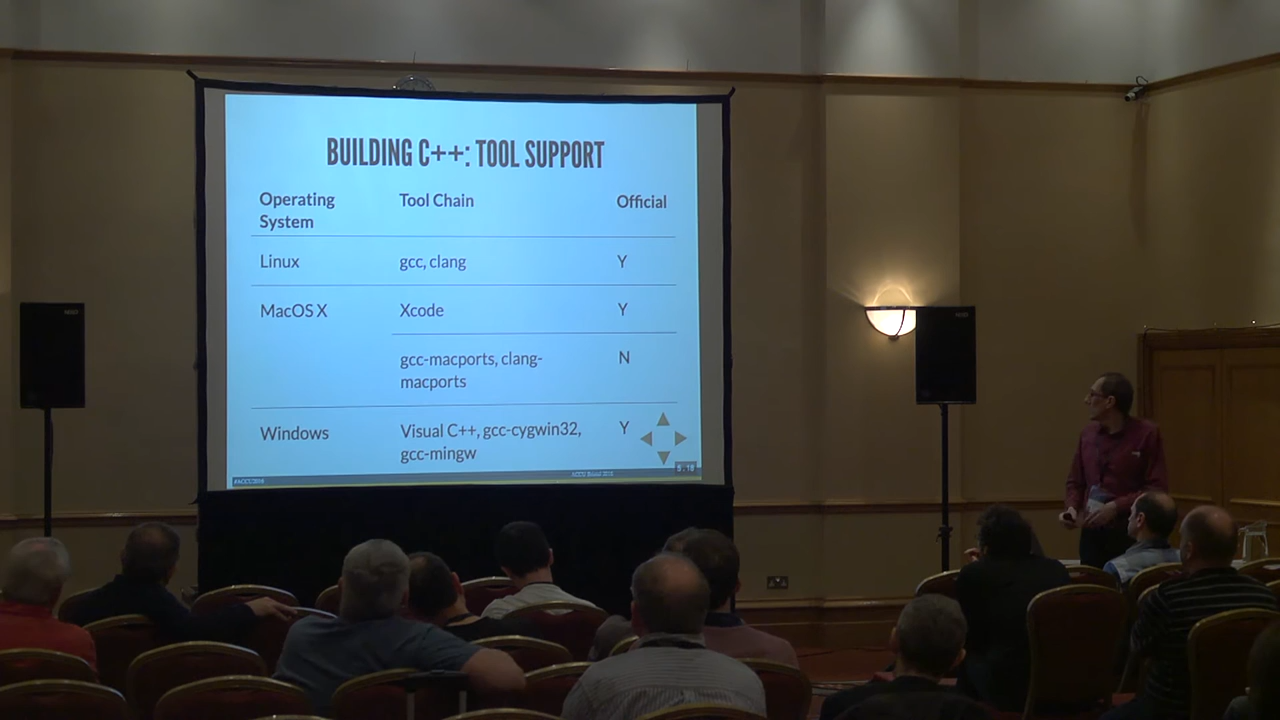 BUILDING C++: TOOL SUPPORT
Operating
System
Tool Chain
Official
Linux
gcc, clang
Y
MacOS X
Xcode
Y
gcc-macports, clang-
macports
N
Windows
Visual C++, gcc-cygwin32,
gcc-mingw
Y